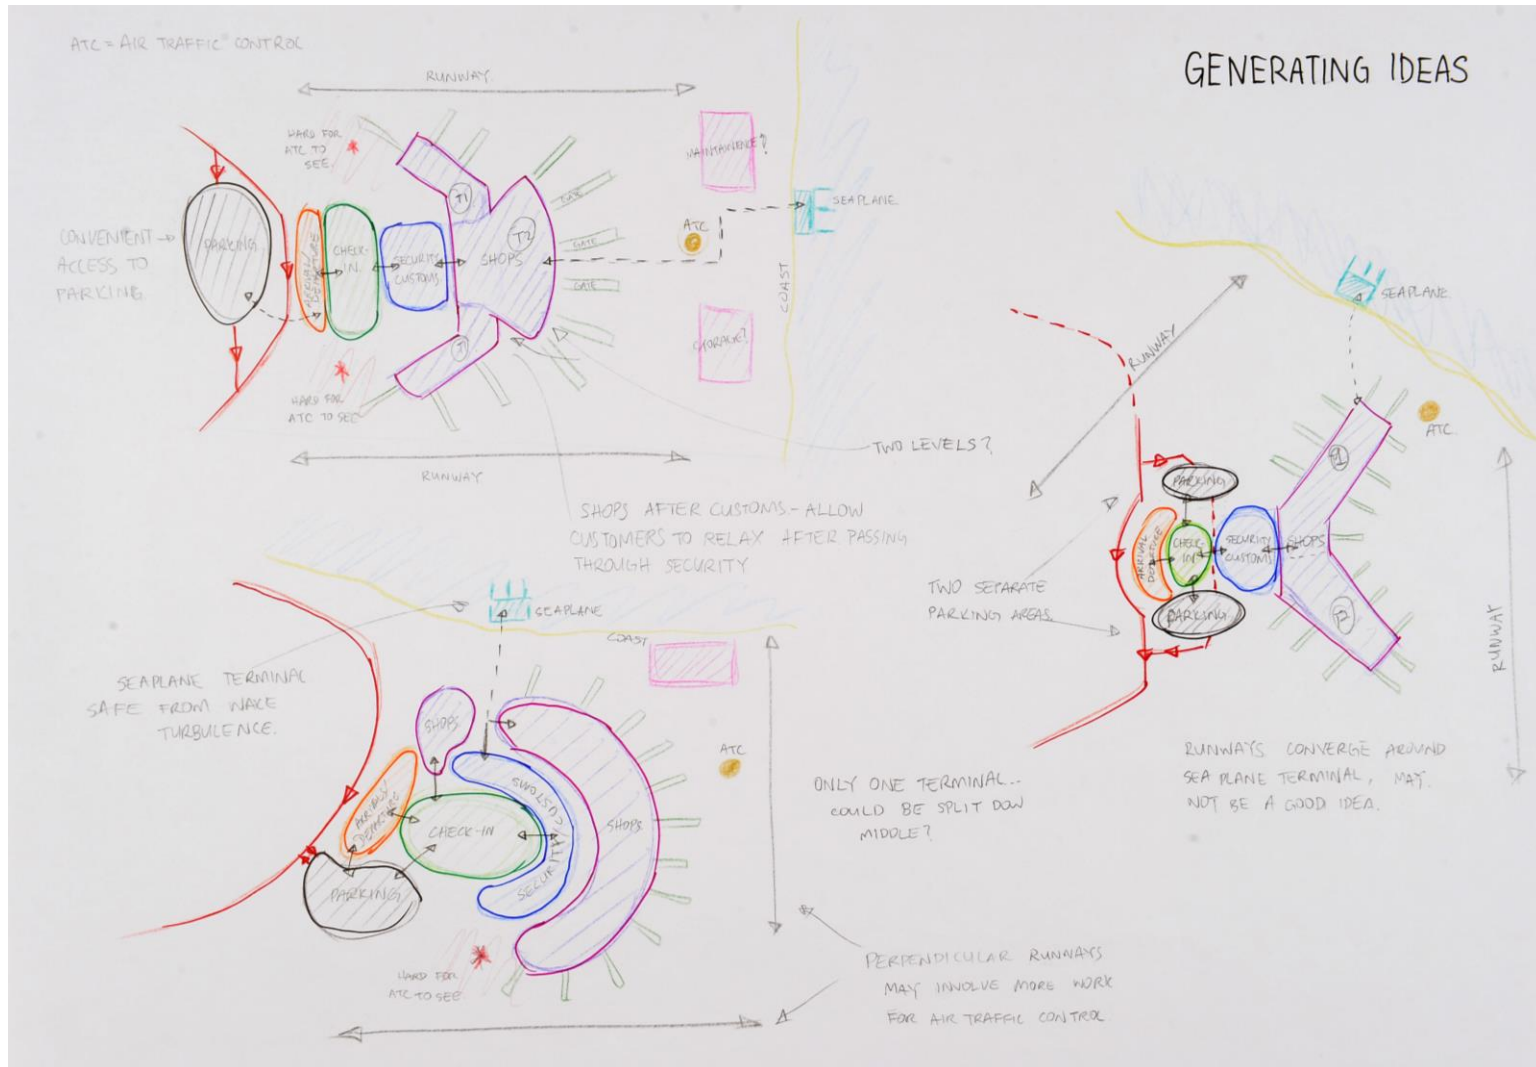 GENERATING IDEAS
ATC = AIR TRAFFIC CONTROL
RUNWAY
HARD FOR
ATC TO
SEE.
CONVENIENT
ACCESS TO
PARKING
PARKING
ARRIVAL/
DEPARTURE
CHECK-
IN.
SECURITY
CUSTOMS
T1
T2
SHOPS
T1
GATE
GATE
GATE
MAINTAINENCE?
ATC
STORAGE?
COAST
SEAPLANE
HARD FOR
ATC TO SEE
RUNWAY
TWO LEVELS?
SHOPS AFTER CUSTOMS - ALLOW
CUSTOMERS TO RELAX AFTER PASSING
THROUGH SECURITY
SEAPLANE
COAST
SEAPLANE TERMINAL
SAFE FROM WAKE
TURBULENCE.
SHOPS
ARRIVALS/
DEPARTURE
CHECK-IN
CUSTOMS/
SECURITY
SHOPS
PARKING
ATC
HARD FOR
ATC TO SEE
ONLY ONE TERMINAL...
COULD BE SPLIT DOW
MIDDLE?
PERPENDICULAR RUNWAYS
MAY INVOLVE MORE WORK
FOR AIR TRAFFIC CONTROL.
SEAPLANE
RUNWAY
ATC
PARKING
ARRIVAL
DEPARTURE
CHECK-
IN
SECURITY
CUSTOMS
SHOPS
PARKING
T2
TWO SEPARATE
PARKING AREAS.
RUNWAY
RUNWAYS CONVERGE AROUND
SEA PLANE TERMINAL, MAY
NOT BE A GOOD IDEA.